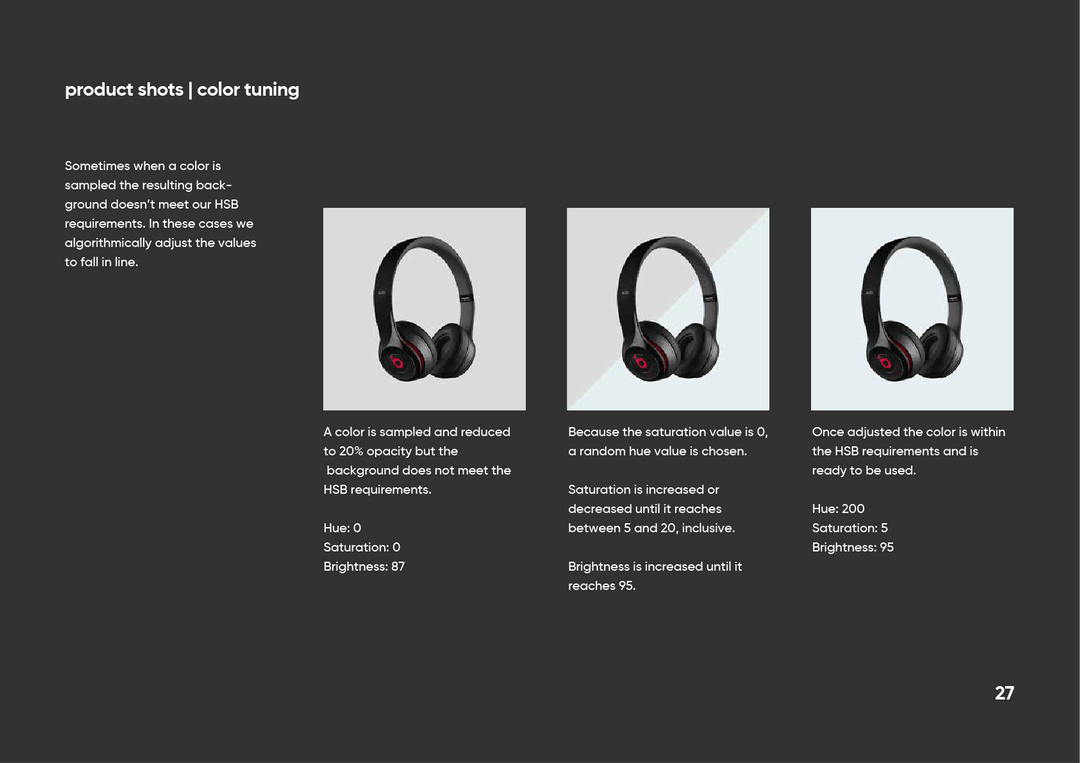 product shots | color tuning
Sometimes when a color is
sampled the resulting back-
ground doesn't meet our HSB
requirements. In these cases we
algorithmically adjust the values
to fall in line.
A color is sampled and reduced
to 20% opacity but the
background does not meet the
HSB requirements.
Hue: 0
Saturation: 0
Brightness: 87
Because the saturation value is 0,
a random hue value is chosen.
Saturation is increased or
decreased until it reaches
between 5 and 20, inclusive.
Brightness is increased until it
reaches 95.
Once adjusted the color is within
the HSB requirements and is
ready to be used.
Hue: 200
Saturation: 5
Brightness: 95
27